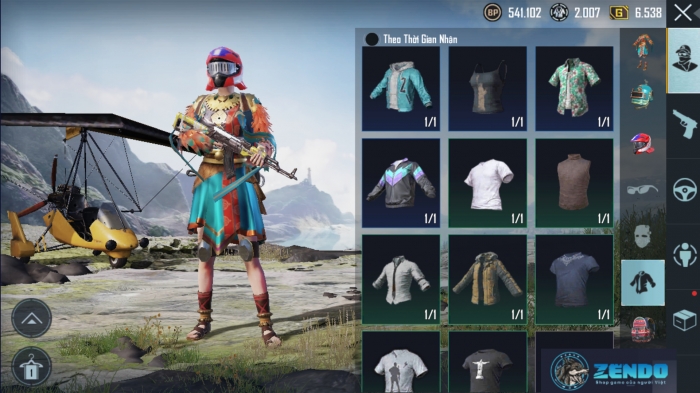 BP 541.102 2.007 G 6.538
Theo Thời Gian Nhận
Z
1/1 1/1 1/1
1/1 1/1 1/1
1/1 1/1 1/1
ZENDO
Shop game của người Việt